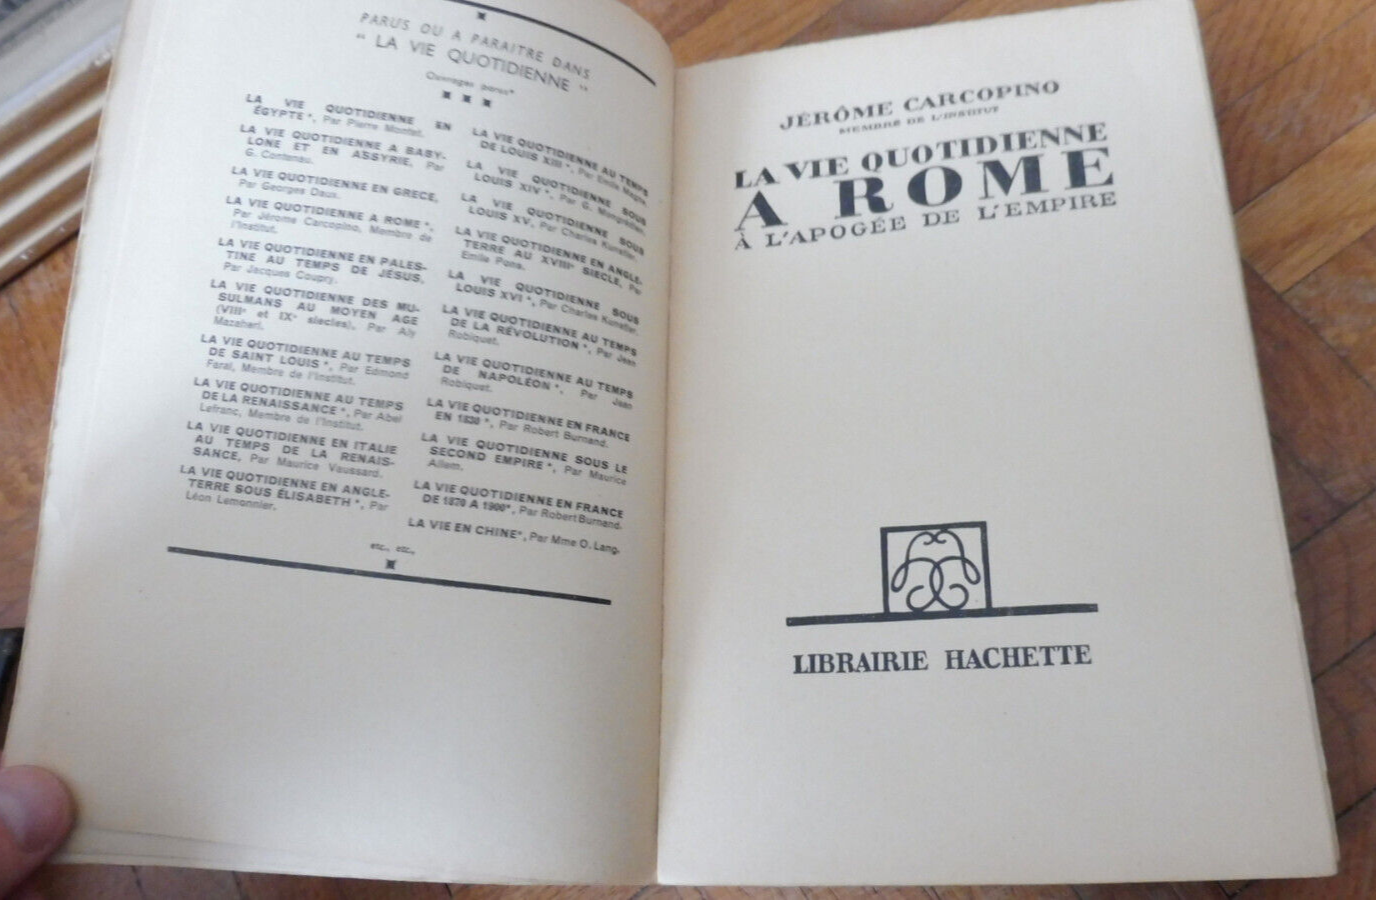 PARUS OU A PARAITRE DANS
“ LA VIE QUOTIDIENNE ”
Ouvrages parus*
LA VIE QUOTIDIENNE EN
ÉGYPTE *, Par Pierre Montet.
LA VIE QUOTIDIENNE A BABY-
LONE ET EN ASSYRIE, Par
G. Contenau.
LA VIE QUOTIDIENNE EN GRECE,
Par Georges Daux.
LA VIE QUOTIDIENNE A ROME *,
Par Jérome Carcopino, Membre de
l'Institut.
LA VIE QUOTIDIENNE EN PALES-
TINE AU TEMPS DE JÉSUS,
Par Jacques Coupry.
LA VIE QUOTIDIENNE DES MU-
SULMANS AU MOYEN AGE
(VIIIe et IXe siecles), Par Aly
Mazaheri.
LA VIE QUOTIDIENNE AU TEMPS
DE SAINT LOUIS *, Par Edmond
Faral, Membre de l'Institut.
LA VIE QUOTIDIENNE AU TEMPS
DE LA RENAISSANCE *, Par Abel
Lefranc, Membre de l'Institut.
LA VIE QUOTIDIENNE EN ITALIE
AU TEMPS DE LA RENAIS-
SANCE, Par Maurice Vaussard.
LA VIE QUOTIDIENNE EN ANGLE-
TERRE SOUS ÉLISABETH *, Par
Léon Lemonnier.
LA VIE QUOTIDIENNE AU TEMPS
DE LOUIS XIII *, Par Emile Magne.
LA VIE QUOTIDIENNE SOUS
LOUIS XIV *, Par G. Mongrédien.
LA VIE QUOTIDIENNE SOUS
LOUIS XV, Par Charles Kunstler.
LA VIE QUOTIDIENNE EN ANGLE-
TERRE AU XVIIIe SIECLE, Par
Emile Pons.
LA VIE QUOTIDIENNE SOUS
LOUIS XVI *, Par Charles Kunstler.
LA VIE QUOTIDIENNE AU TEMPS
DE LA RÉVOLUTION *, Par Jean
Robiquet.
LA VIE QUOTIDIENNE AU TEMPS
DE NAPOLÉON *, Par Jean
Robiquet.
LA VIE QUOTIDIENNE EN FRANCE
EN 1830 *, Par Robert Burnand.
LA VIE QUOTIDIENNE SOUS LE
SECOND EMPIRE *, Par Maurice
Allem.
LA VIE QUOTIDIENNE EN FRANCE
DE 1870 A 1900*, Par Robert Burnand.
LA VIE EN CHINE*, Par Mme O. Lang.
etc., etc.,
JÉRÔME CARCOPINO
MEMBRE DE L'INSTITUT
LA VIE QUOTIDIENNE
A ROME
À L'APOGÉE DE L'EMPIRE
LIBRAIRIE HACHETTE